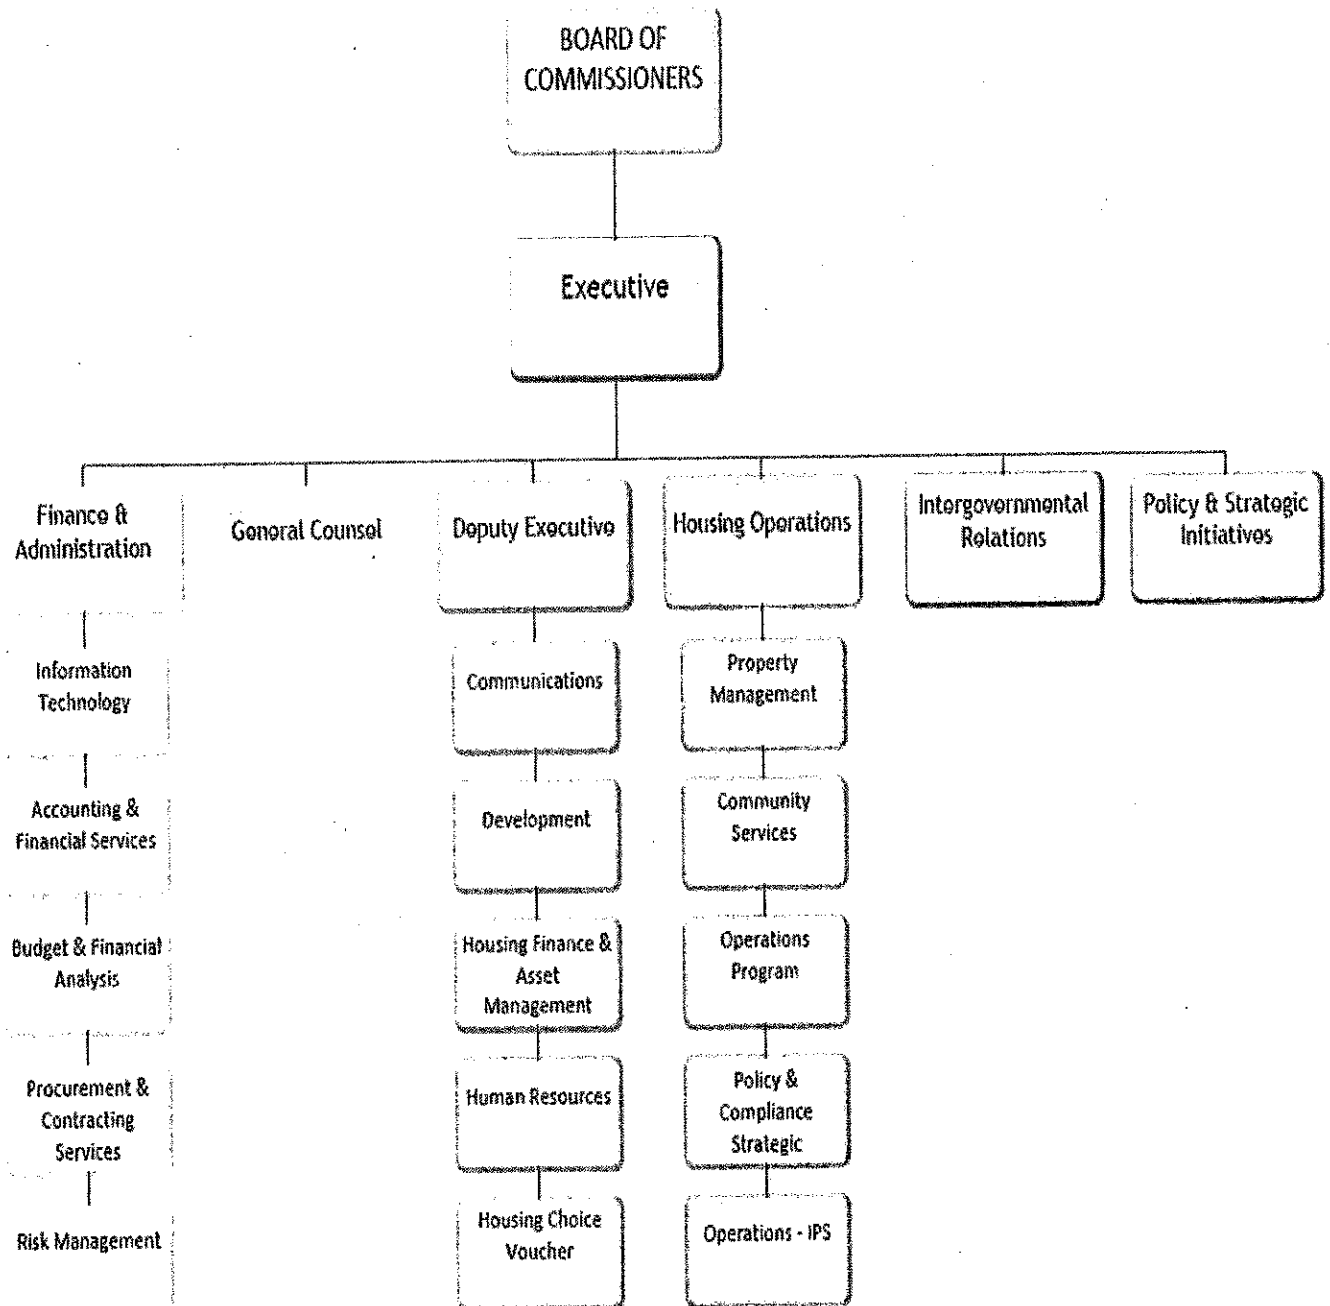 BOARD OF
COMMISSIONERS
Executive
Finance &
Administration
General Counsel
Deputy Executive
Housing Operations
Intergovernmental
Relations
Policy & Strategic
Initiatives
Information
Technology
Communications
Property
Management
Accounting &
Financial Services
Development
Community
Services
Budget & Financial
Analysis
Housing Finance &
Asset
Management
Operations
Program
Procurement &
Contracting
Services
Human Resources
Policy &
Compliance
Strategic
Risk Management
Housing Choice
Voucher
Operations - IPS